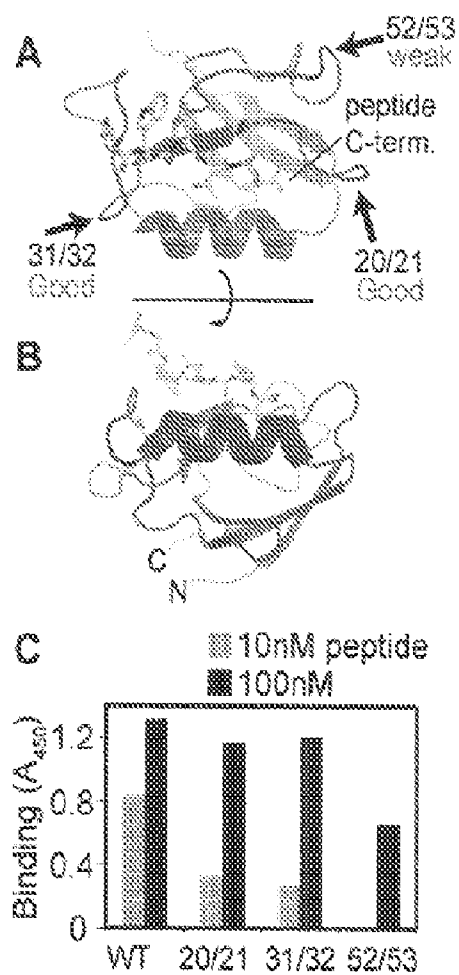 A
52/53
weak
peptide
C-term.
31/32
Good
20/21
Good
B
C
N
C
10nM peptide
100nM
Binding (A450)
1.2
0.8
0.4
0
WT 20/21 31/32 52/53